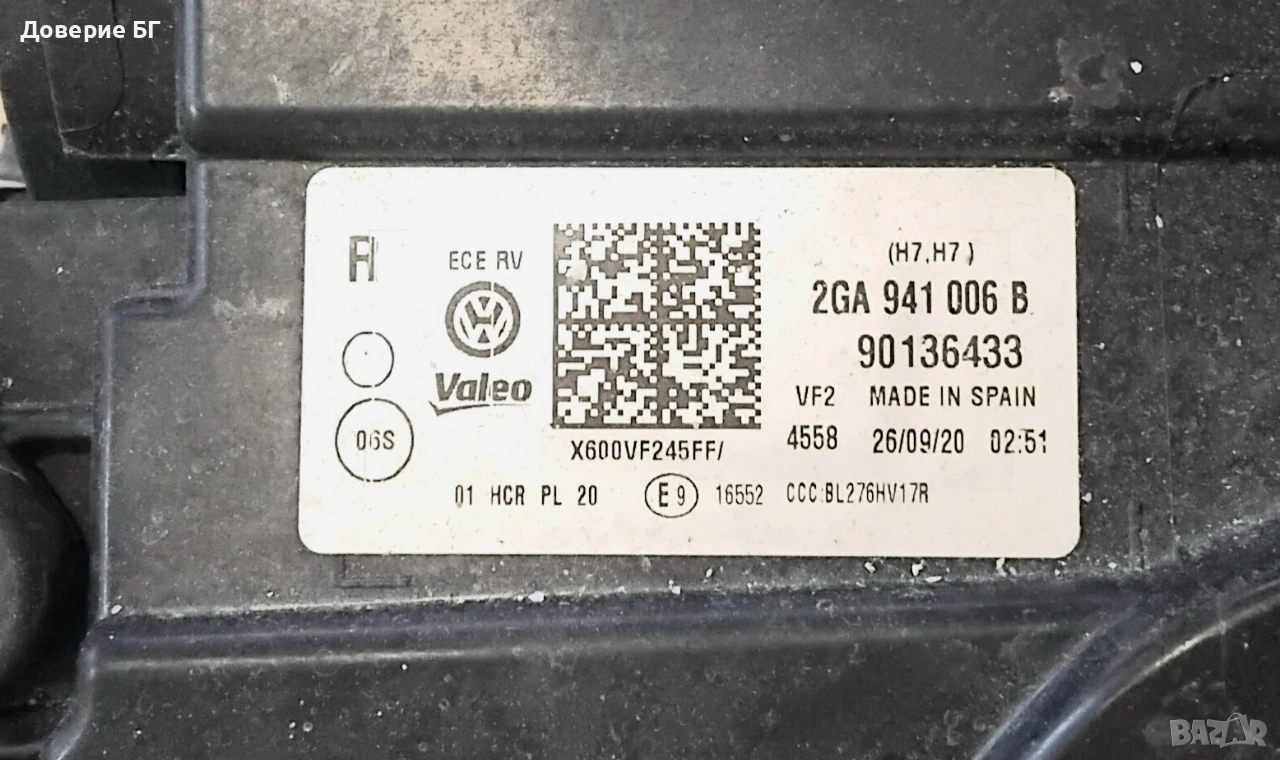 Доверие БГ
ECE RV
(H7,H7)
2GA 941 006 B
90136433
Valeo
VF2 MADE IN SPAIN
06S
X600VF245FF/
4558 26/09/20 02:51
01 HCR PL 20 E9 16552 CCC:BL276HV17R
BAZAR